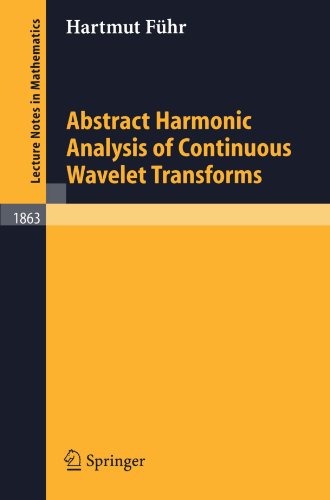 Hartmut Führ
Lecture Notes in Mathematics
Abstract Harmonic
Analysis of Continuous
Wavelet Transforms
1863
Springer